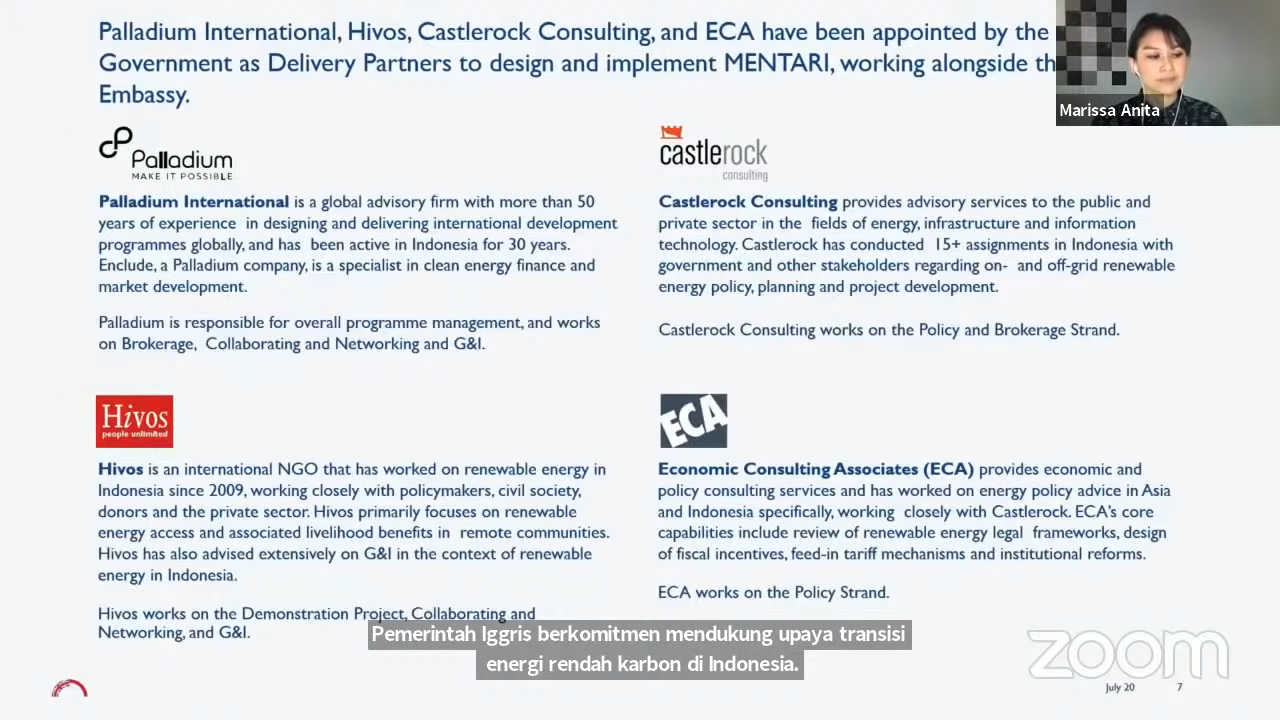 Palladium International, Hivos, Castlerock Consulting, and ECA have been appointed by the
Government as Delivery Partners to design and implement MENTARI, working alongside th
Embassy.
Marissa Anita
Palladium
MAKE IT POSSIBLE
Palladium International is a global advisory firm with more than 50
years of experience in designing and delivering international development
programmes globally, and has been active in Indonesia for 30 years.
Enclude, a Palladium company, is a specialist in clean energy finance and
market development.
Palladium is responsible for overall programme management, and works
on Brokerage, Collaborating and Networking and G&I.
castlerock
consulting
Castlerock Consulting provides advisory services to the public and
private sector in the fields of energy, infrastructure and information
technology. Castlerock has conducted 15+ assignments in Indonesia with
government and other stakeholders regarding on- and off-grid renewable
energy policy, planning and project development.
Castlerock Consulting works on the Policy and Brokerage Strand.
Hivos
people unlimited
Hivos is an international NGO that has worked on renewable energy in
Indonesia since 2009, working closely with policymakers, civil society,
donors and the private sector. Hivos primarily focuses on renewable
energy access and associated livelihood benefits in remote communities.
Hivos has also advised extensively on G&I in the context of renewable
energy in Indonesia.
Hivos works on the Demonstration Project, Collaborating and
Networking, and G&I.
ECA
Economic Consulting Associates (ECA) provides economic and
policy consulting services and has worked on energy policy advice in Asia
and Indonesia specifically, working closely with Castlerock. ECA's core
capabilities include review of renewable energy legal frameworks, design
of fiscal incentives, feed-in tariff mechanisms and institutional reforms.
ECA works on the Policy Strand.
Pemerintah Iggris berkomitmen mendukung upaya transisi
energi rendah karbon di Indonesia.
zoom
July 20 7